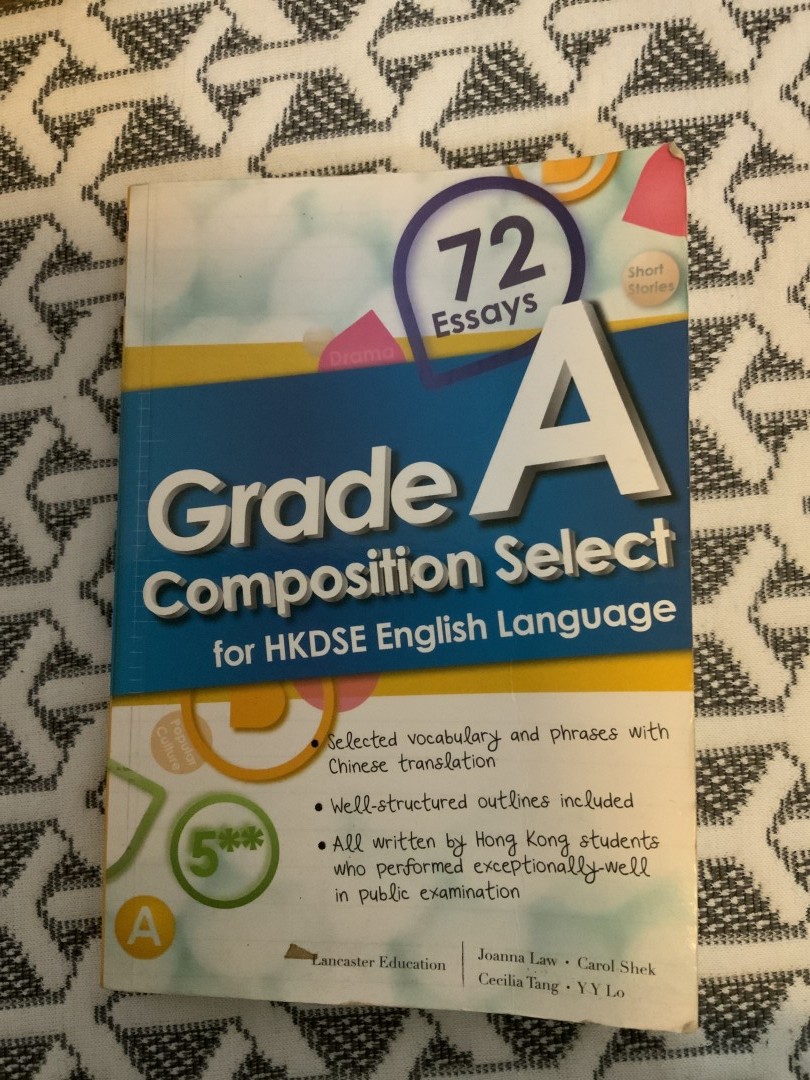 72
Essays
Short
Stories
Drama
Grade A
Composition Select
for HKDSE English Language
Popular
Culture
• Selected vocabulary and phrases with
Chinese translation
• Well-structured outlines included
• All written by Hong Kong students
who performed exceptionally-well
in public examination
5**
A
Lancaster Education
Joanna Law • Carol Shek
Cecilia Tang • Y Y Lo